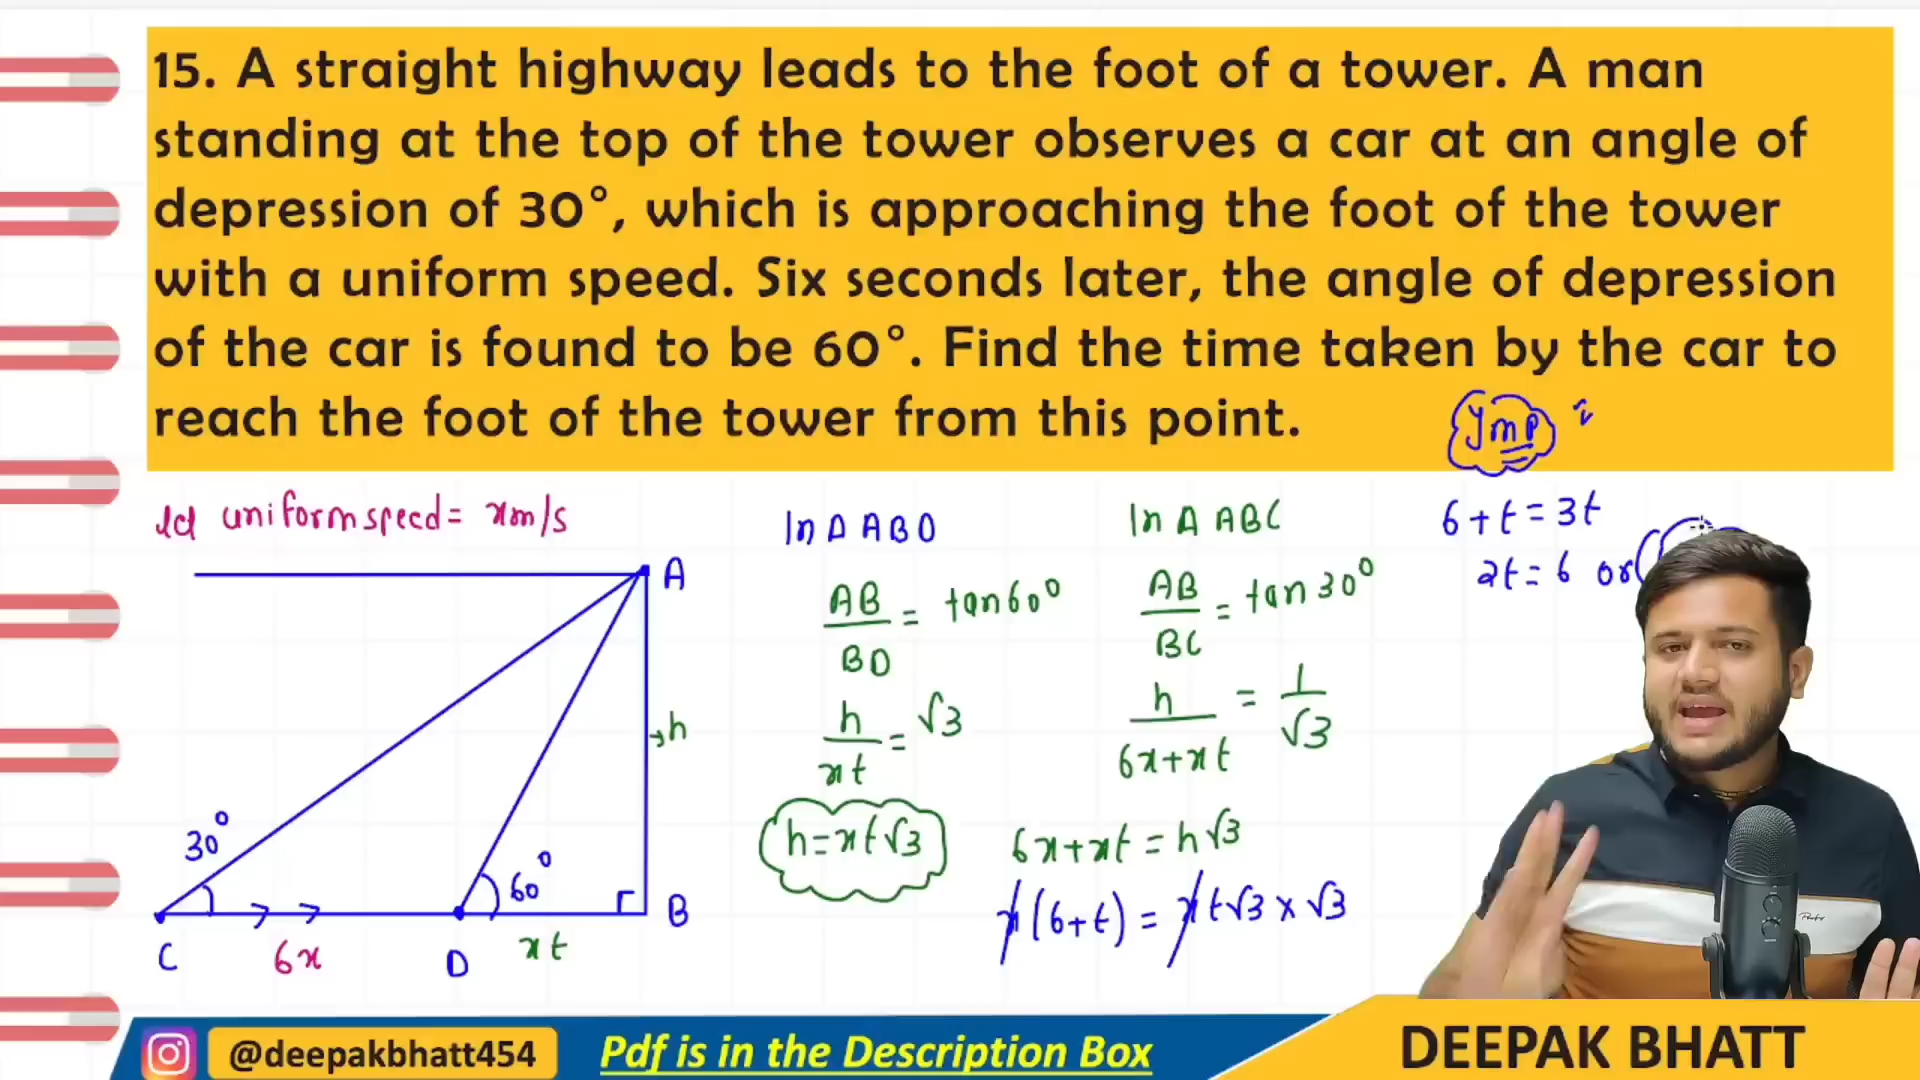 15. A straight highway leads to the foot of a tower. A man
standing at the top of the tower observes a car at an angle of
depression of 30°, which is approaching the foot of the tower
with a uniform speed. Six seconds later, the angle of depression
of the car is found to be 60°. Find the time taken by the car to
reach the foot of the tower from this point.
Imp
uniform speed = x m/s
A
h
30°
60°
C
6x
D
xt
B
In Δ ABD
AB/BD = tan60°
h/xt = √3
h = xt√3
In Δ ABC
AB/BC = tan30°
h/6x+xt = 1/√3
6x+xt = h√3
x(6+t) = xt√3 × √3
6+t = 3t
2t = 6 or
@deepakbhatt454
Pdf is in the Description Box
DEEPAK BHATT